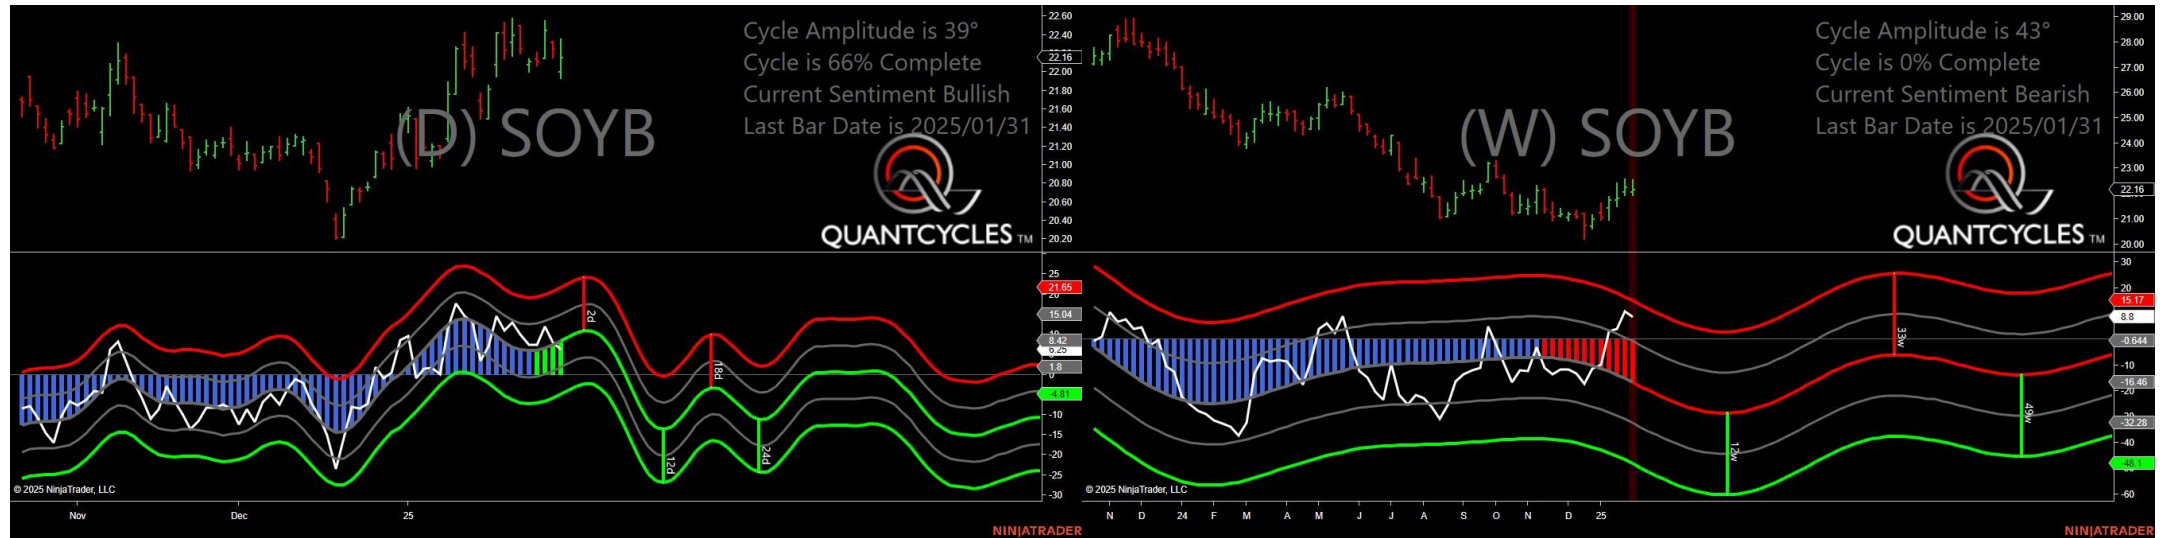 Cycle Amplitude is 39°
Cycle is 66% Complete
Current Sentiment Bullish
Last Bar Date is 2025/01/31
(D) SOYB
QUANTCYCLES TM
22.60
22.40
22.16
22.00
21.80
21.60
21.40
21.20
21.00
20.80
20.60
20.40
20.20
25
21.65
20
15.04
8.42
6.25
1.8
0
-4.81
-10
-15
-20
-25
-30
2d
12d
18d
24d
© 2025 NinjaTrader, LLC
Nov Dec 25
NINJATRADER
Cycle Amplitude is 43°
Cycle is 0% Complete
Current Sentiment Bearish
Last Bar Date is 2025/01/31
(W) SOYB
QUANTCYCLES TM
29.00
28.00
27.00
26.00
25.00
24.00
23.00
22.16
21.00
20.00
30
20
15.17
8.8
-0.644
-10
-16.46
-20
-32.28
-40
-48.1
-60
12w
33w
49w
© 2025 NinjaTrader, LLC
N D 24 F M A M J J A S O N D 25
NINJATRADER